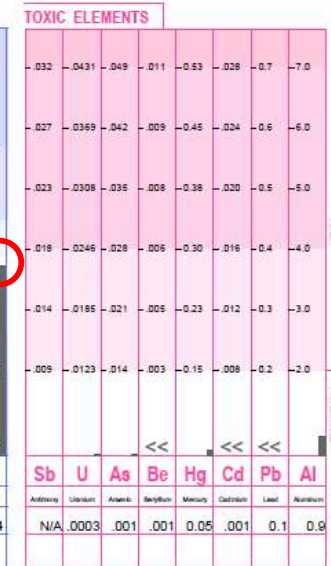 TOXIC ELEMENTS
.032 .0431 .049 .011 0.53 .028 0.7 7.0
.027 .0369 .042 .009 0.45 .024 0.6 6.0
.023 .0308 .035 .008 0.38 .020 0.5 5.0
.018 .0246 .028 .006 0.30 .016 0.4 4.0
.014 .0185 .021 .005 0.23 .012 0.3 3.0
.009 .0123 .014 .003 0.15 .008 0.2 2.0
<< << <<
Sb U As Be Hg Cd Pb Al
Antimony Uranium Arsenic Beryllium Mercury Cadmium Lead Aluminum
4 N/A .0003 .001 .001 0.05 .001 0.1 0.9